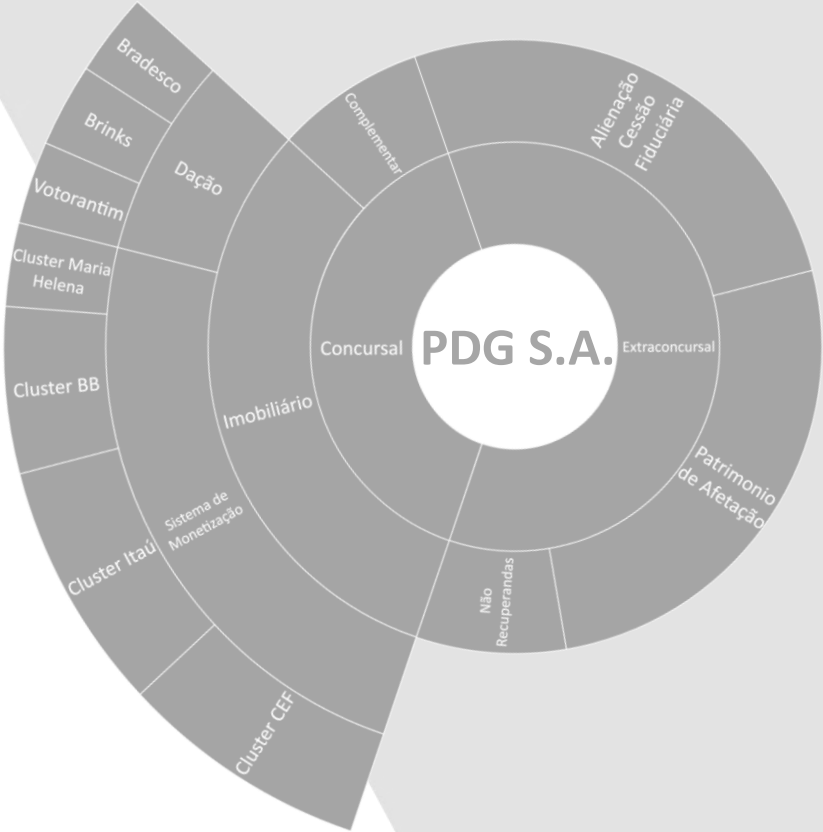 PDG S.A.
Concursal
Extraconcursal
Complementar
Imobiliário
Alienação
Cessão
Fiduciária
Patrimonio
de Afetação
Não
Recuperandas
Dação
Sistema de
Monetização
Bradesco
Brinks
Votorantim
Cluster Maria
Helena
Cluster BB
Cluster Itaú
Cluster CEF